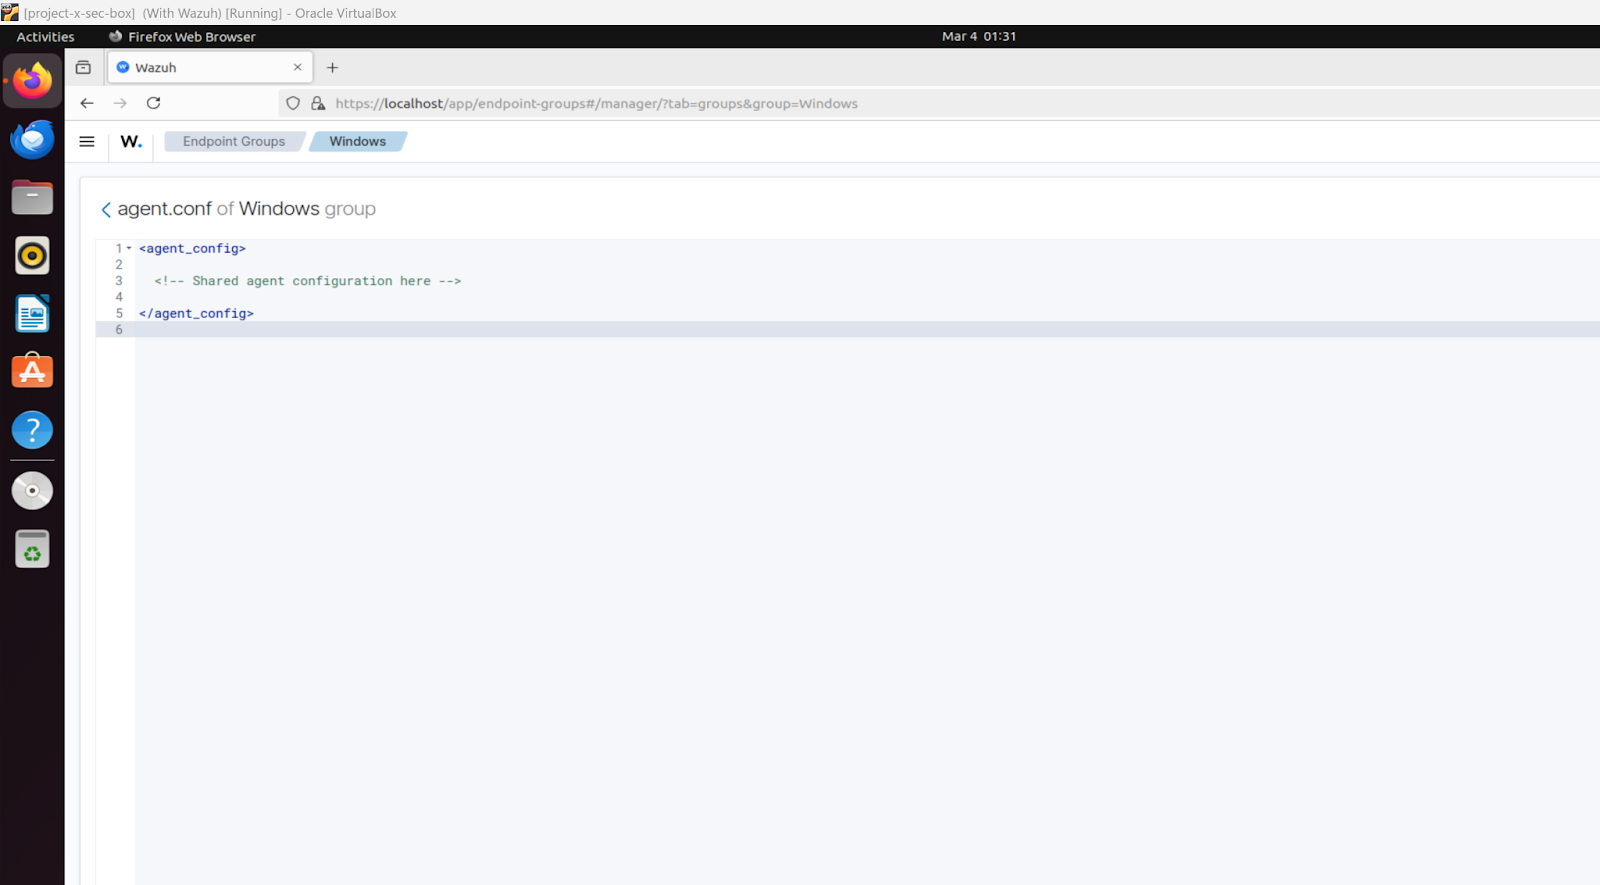 [project-x-sec-box] (With Wazuh) [Running] - Oracle VirtualBox
Activities Firefox Web Browser Mar 4 01:31
Wazuh
https://localhost/app/endpoint-groups#/manager/?tab=groups&group=Windows
W. Endpoint Groups Windows
agent.conf of Windows group
1 <agent_config>
2
3 <!-- Shared agent configuration here -->
4
5 </agent_config>
6